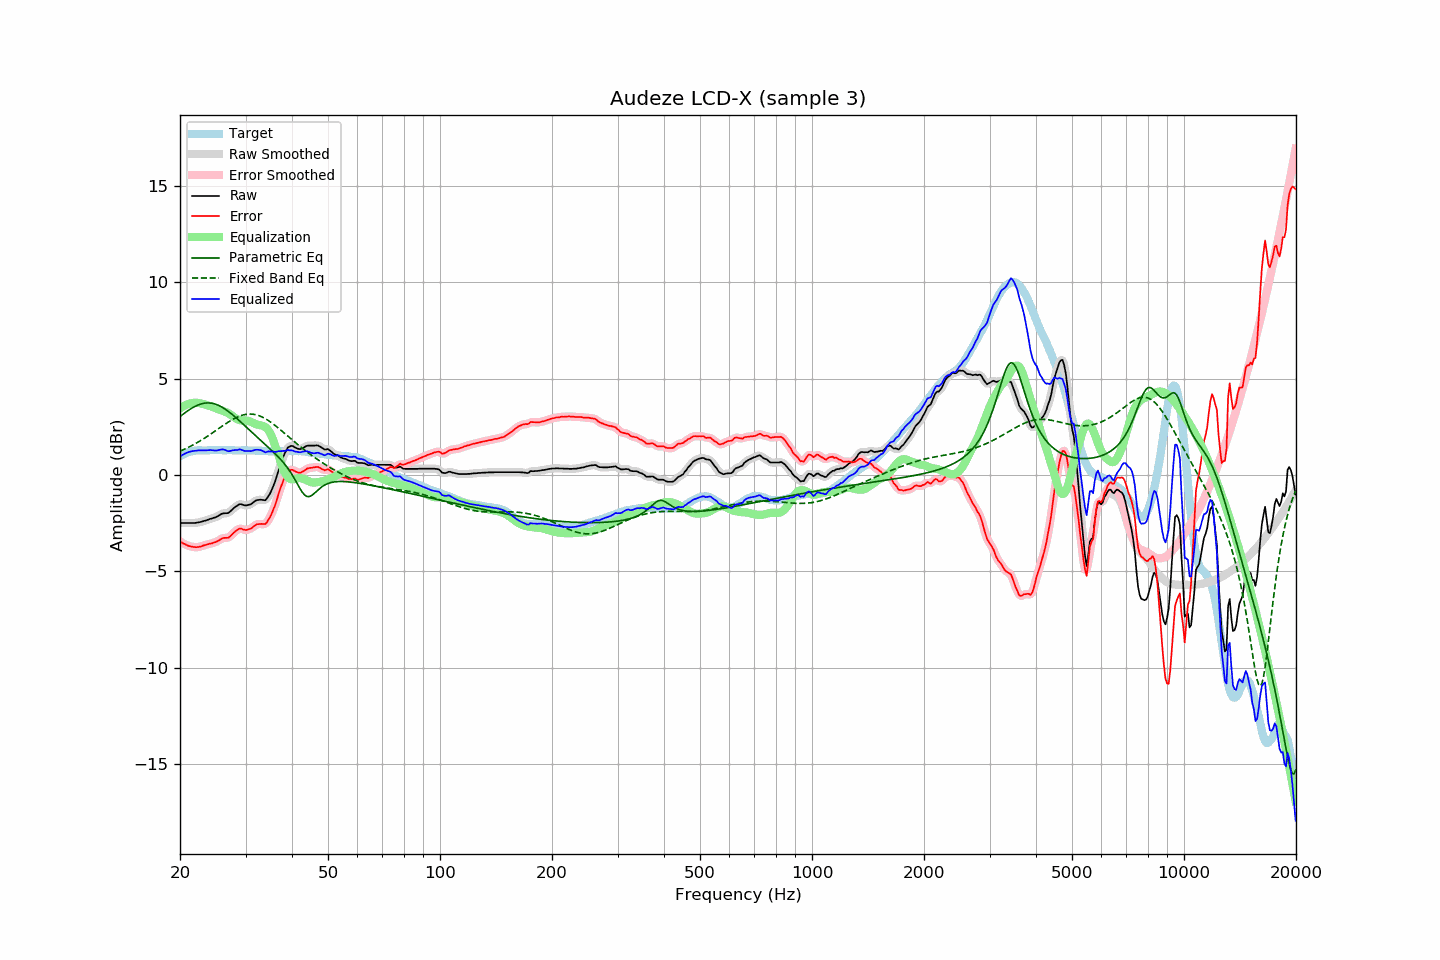 Audeze LCD-X (sample 3)
Target
Raw Smoothed
Error Smoothed
Raw
Error
Equalization
Parametric Eq
Fixed Band Eq
Equalized
15
10
5
0
−5
−10
−15
Amplitude (dBr)
20 50 100 200 500 1000 2000 5000 10000 20000
Frequency (Hz)